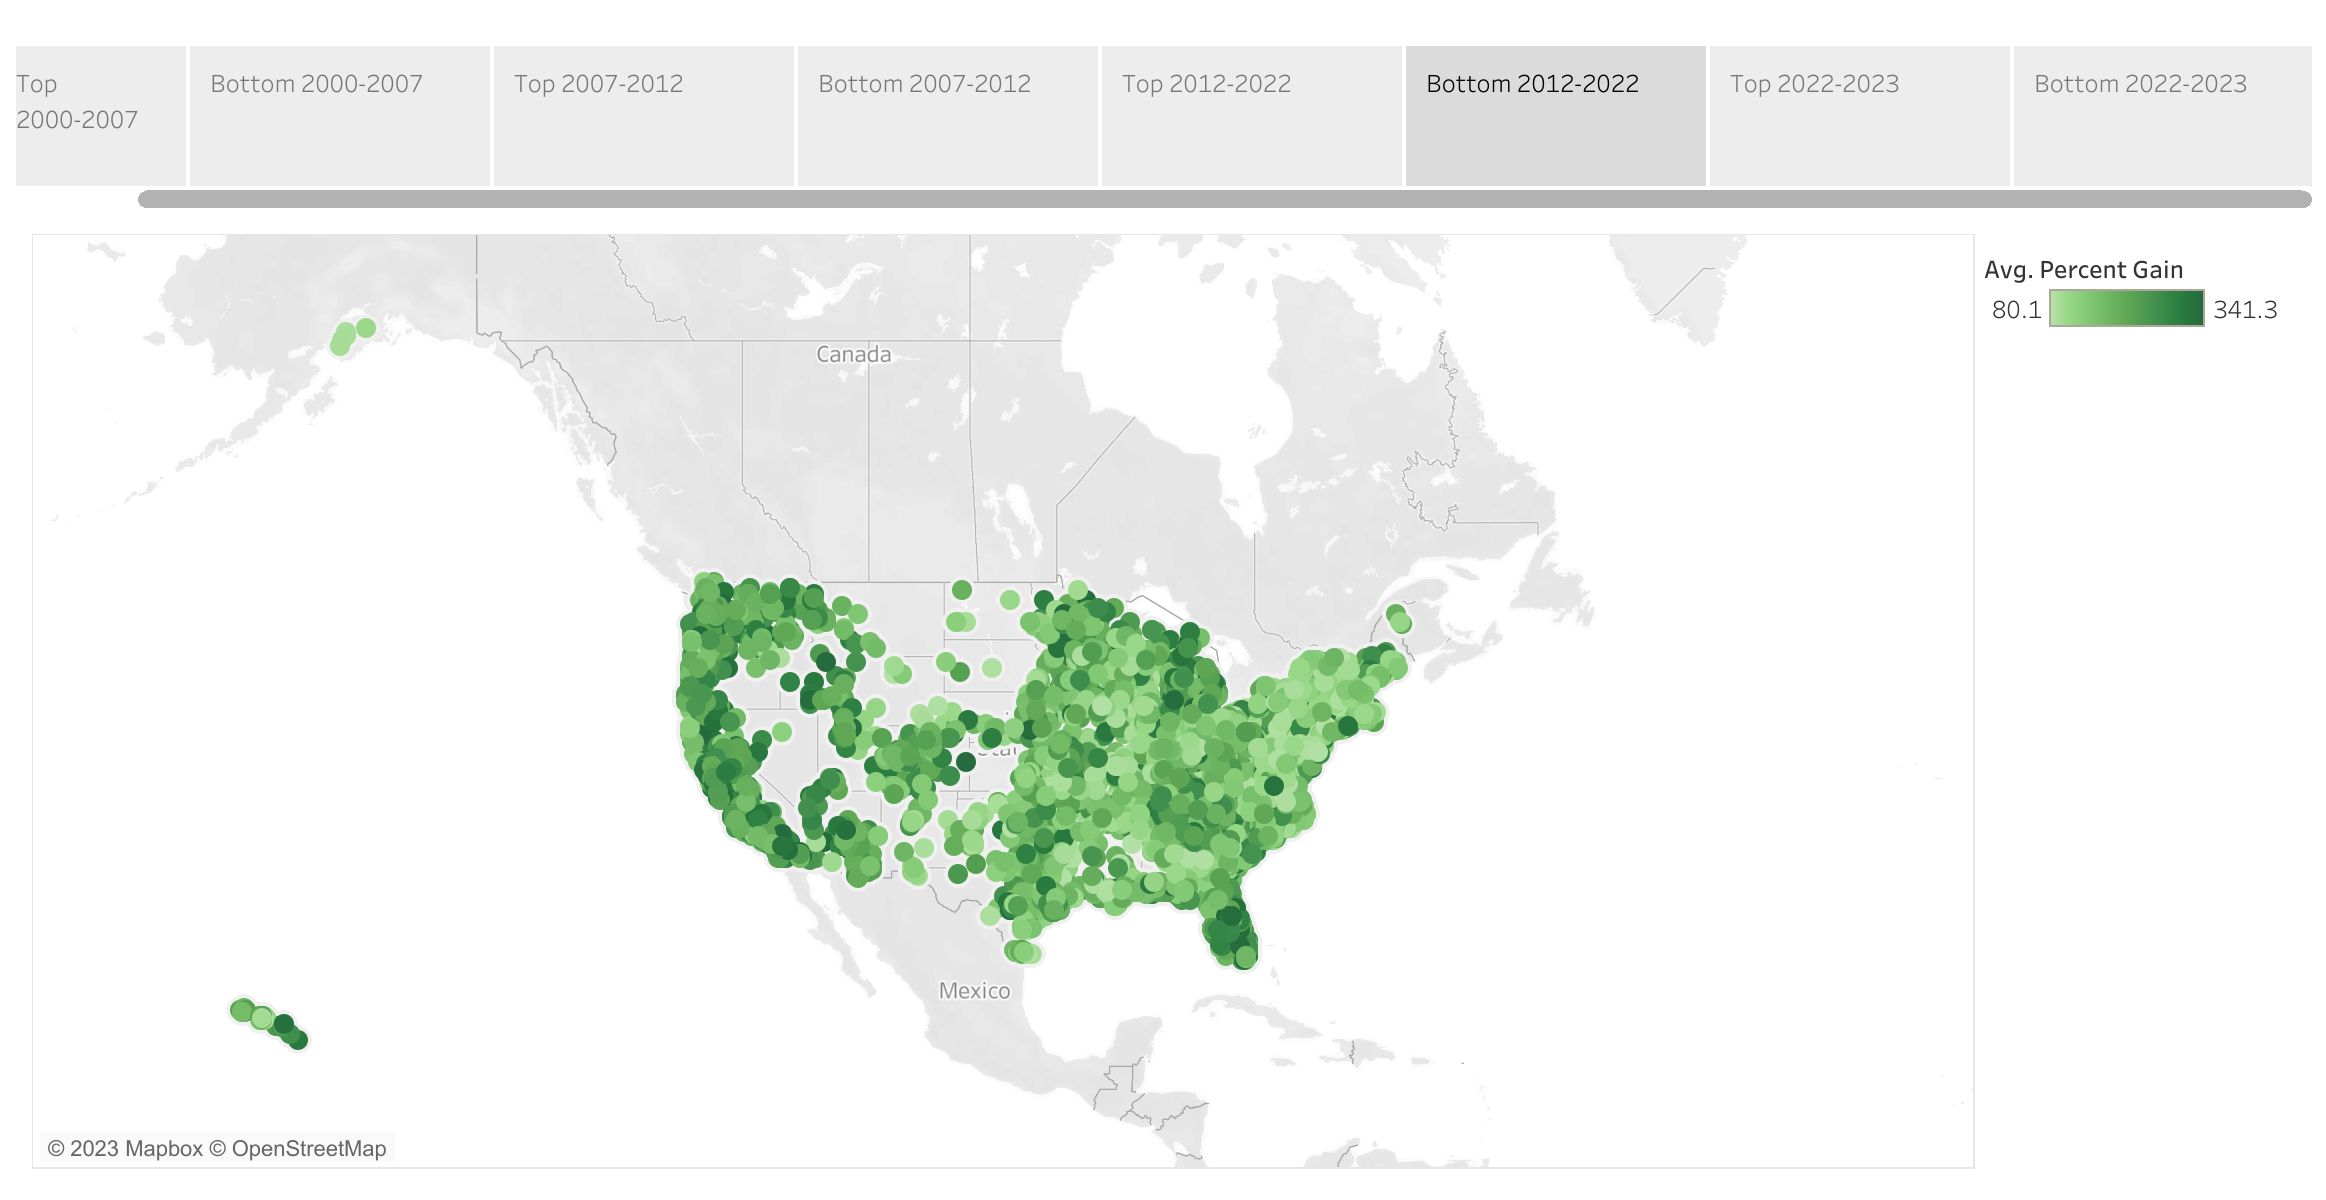 Top
2000-2007
Bottom 2000-2007
Top 2007-2012
Bottom 2007-2012
Top 2012-2022
Bottom 2012-2022
Top 2022-2023
Bottom 2022-2023
Avg. Percent Gain
80.1
341.3
Canada
Mexico
© 2023 Mapbox © OpenStreetMap